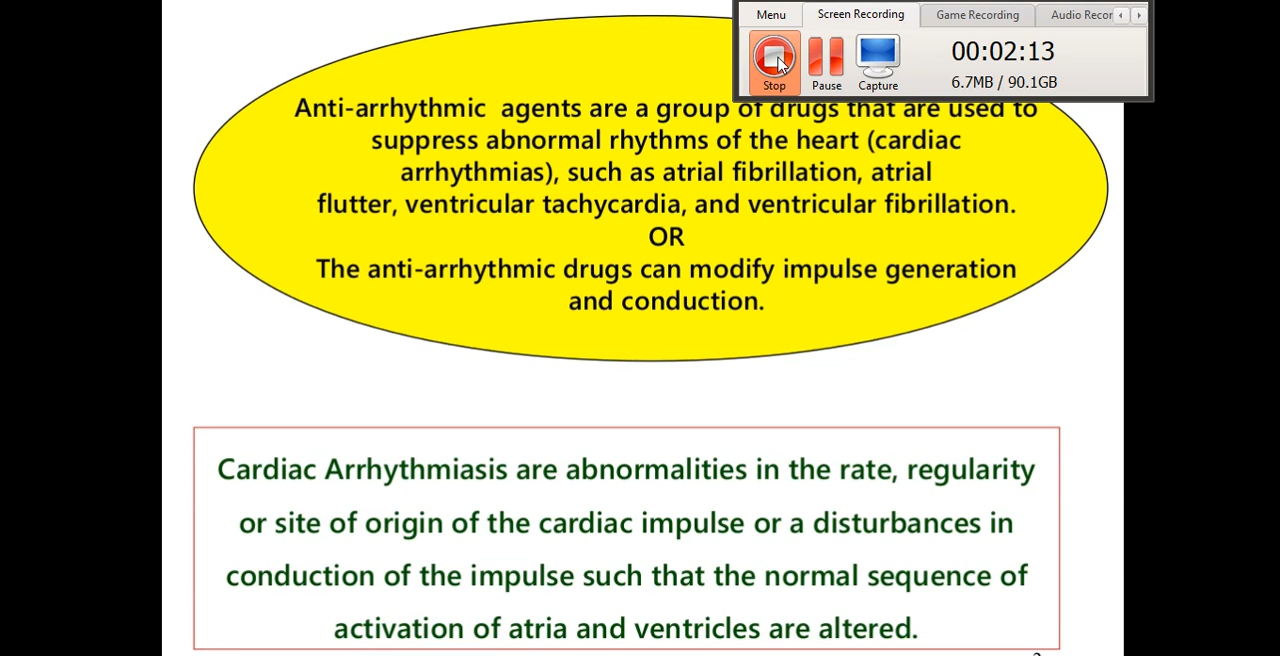 Menu
Screen Recording
Game Recording
Audio Recor
00:02:13
Stop
Pause
Capture
6.7MB / 90.1GB
Anti-arrhythmic agents are a group of drugs that are used to
suppress abnormal rhythms of the heart (cardiac
arrhythmias), such as atrial fibrillation, atrial
flutter, ventricular tachycardia, and ventricular fibrillation.
OR
The anti-arrhythmic drugs can modify impulse generation
and conduction.
Cardiac Arrhythmiasis are abnormalities in the rate, regularity
or site of origin of the cardiac impulse or a disturbances in
conduction of the impulse such that the normal sequence of
activation of atria and ventricles are altered.